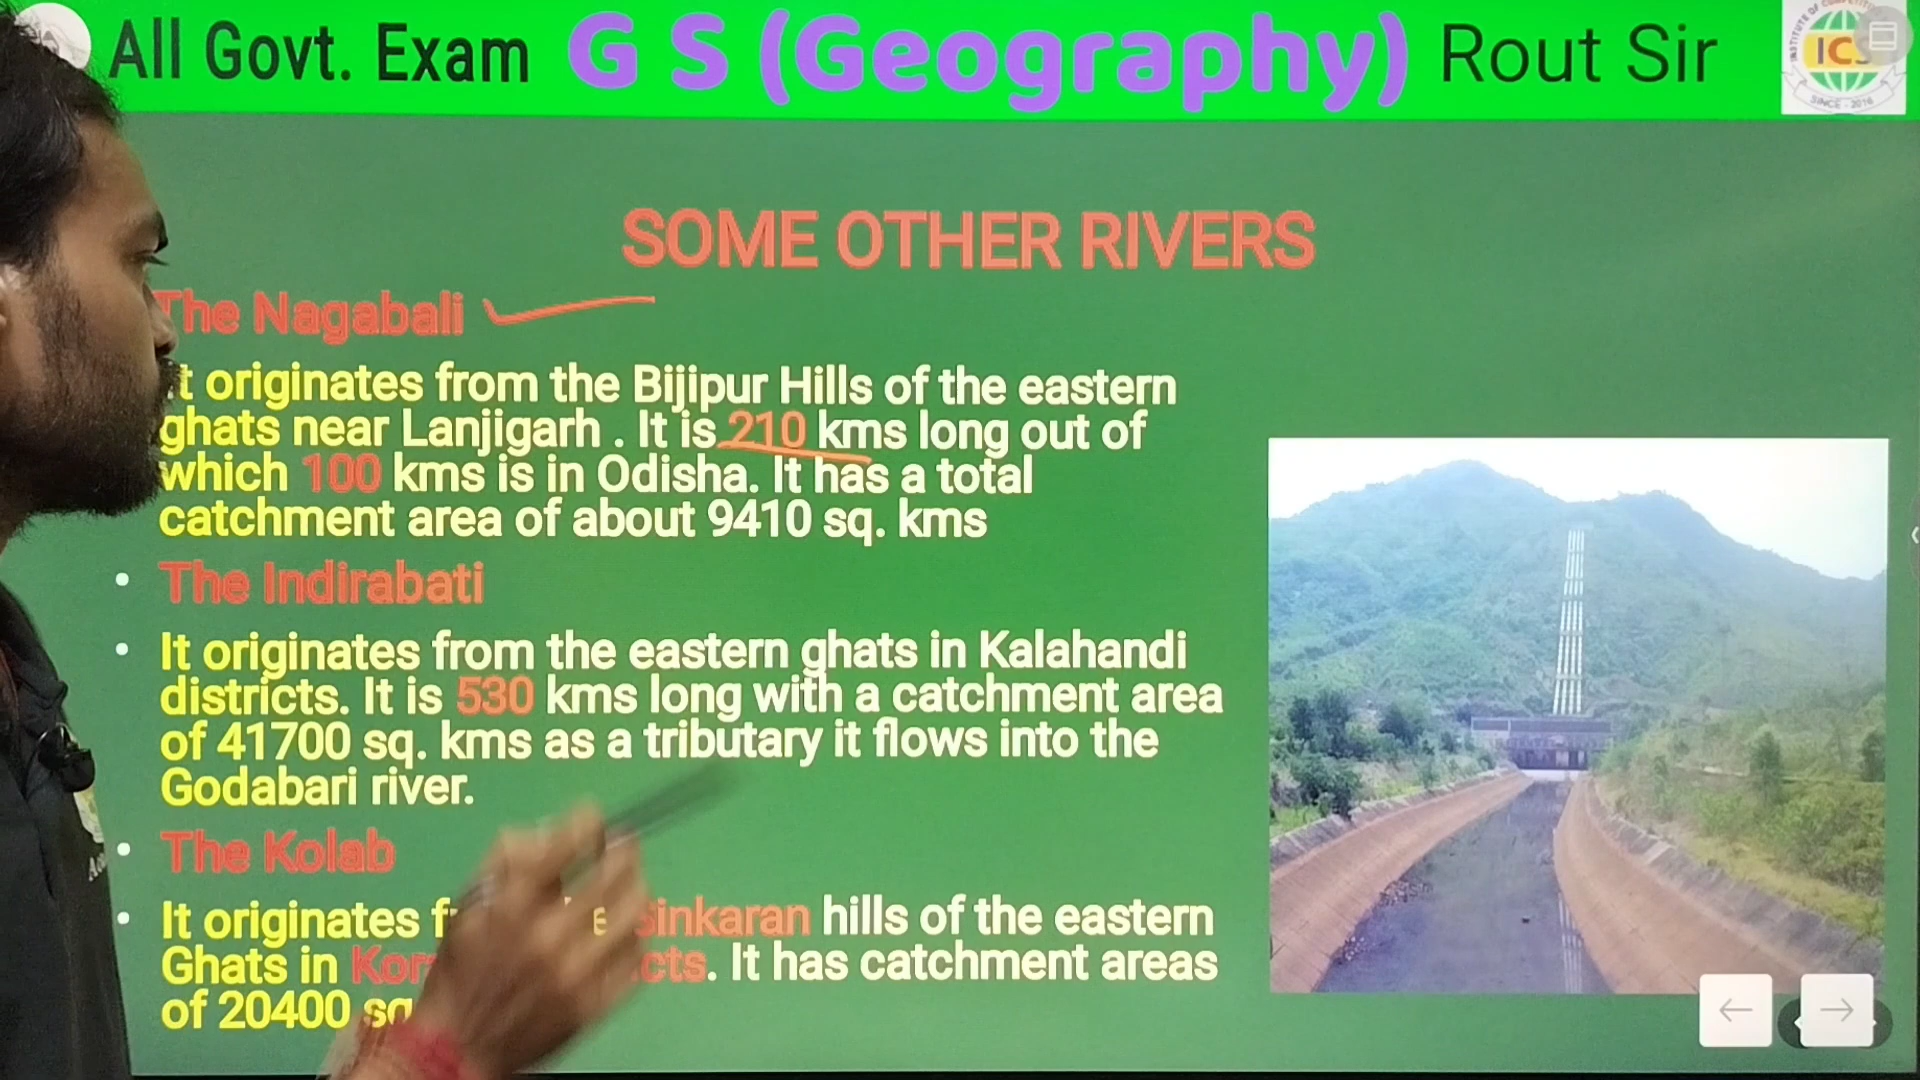 All Govt. Exam G S (Geography) Rout Sir
ICS
SINCE - 2016
SOME OTHER RIVERS
The Nagabali
It originates from the Bijipur Hills of the eastern
ghats near Lanjigarh . It is 210 kms long out of
which 100 kms is in Odisha. It has a total
catchment area of about 9410 sq. kms
• The Indirabati
• It originates from the eastern ghats in Kalahandi
districts. It is 530 kms long with a catchment area
of 41700 sq. kms as a tributary it flows into the
Godabari river.
• The Kolab
• It originates hills of the eastern
Ghats in . It has catchment areas
of 20400